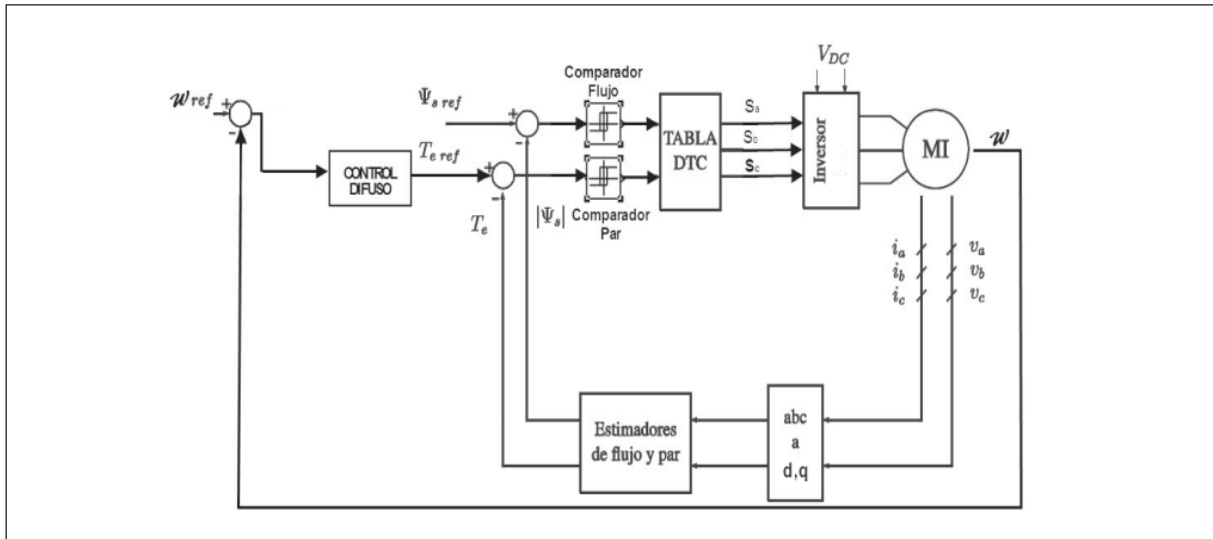 V_DC
Comparador
Flujo
w ref
+
-
Ψ_s ref
+
-
T_e ref
+
-
CONTROL
DIFUSO
TABLA
DTC
S_a
S_b
S_c
Inversor
MI
w
T_e
|Ψ_s|
Comparador
Par
i_a
i_b
i_c
v_a
v_b
v_c
Estimadores
de flujo y par
abc
a
d,q